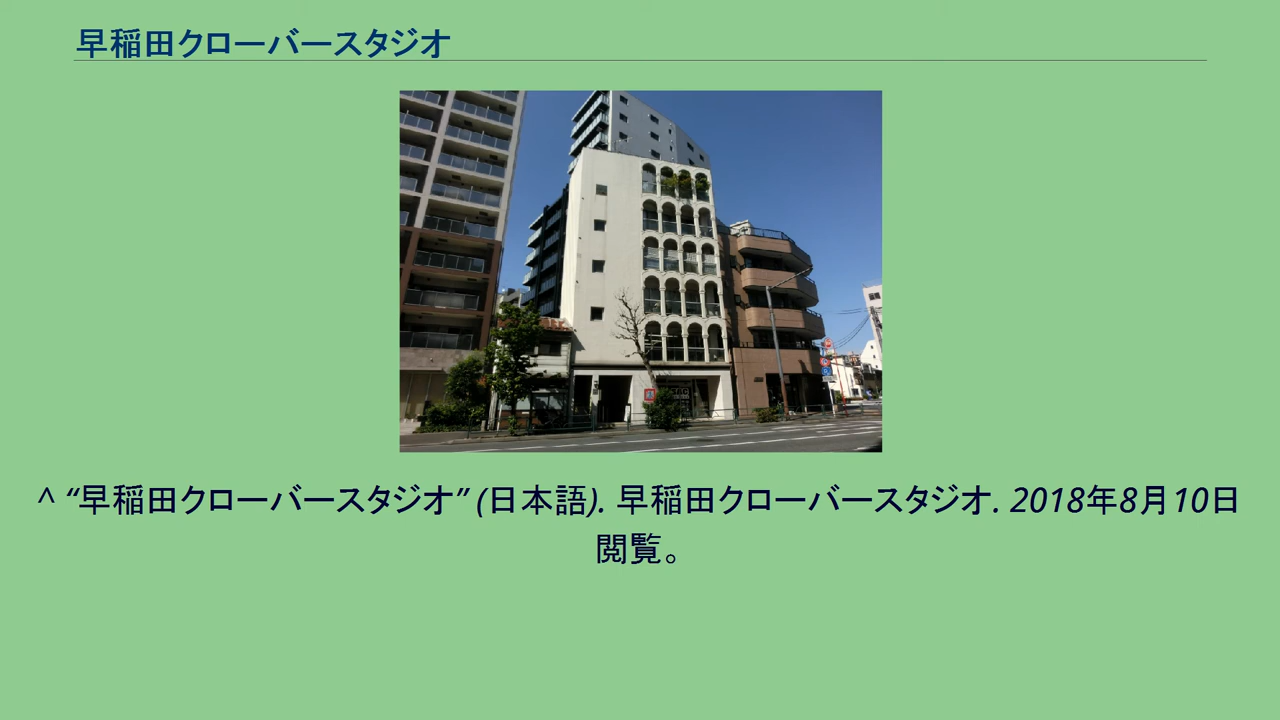 早稲田クローバースタジオ
^ “早稲田クローバースタジオ” (日本語). 早稲田クローバースタジオ. 2018年8月10日
閲覧。